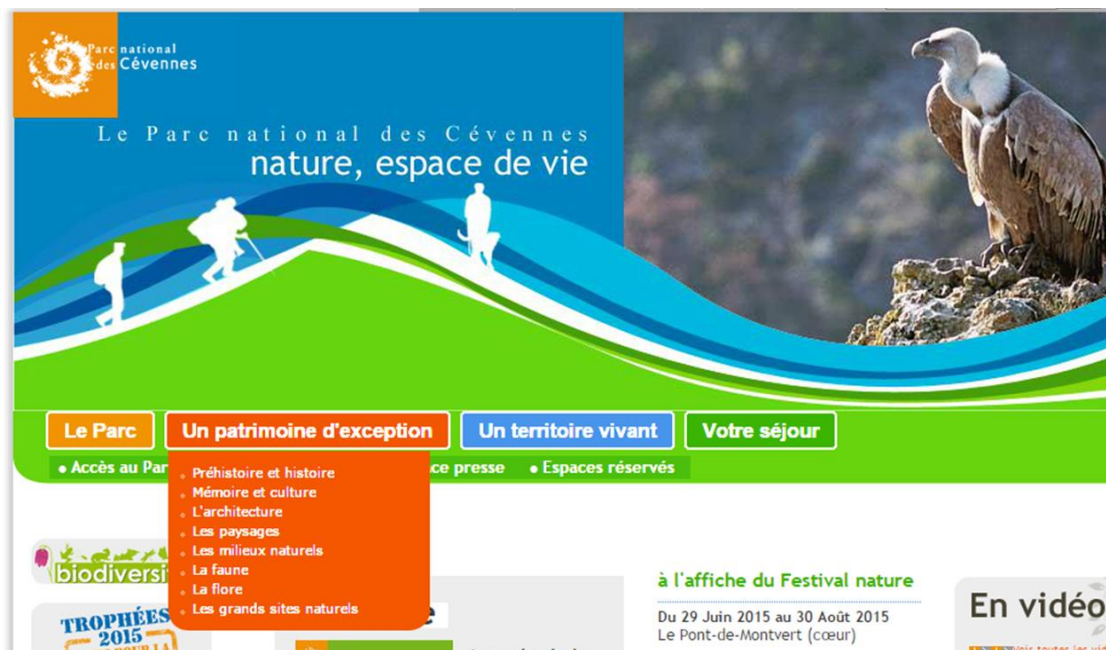 Parc national
des Cévennes
Le Parc national des Cévennes
nature, espace de vie
Le Parc
Un patrimoine d'exception
Un territoire vivant
Votre séjour
• Accès au Par
ce presse
• Espaces réservés
Préhistoire et histoire
Mémoire et culture
L'architecture
Les paysages
Les milieux naturels
La faune
La flore
Les grands sites naturels
biodiversi
TROPHÉES
2015
à l'affiche du Festival nature
Du 29 Juin 2015 au 30 Août 2015
Le Pont-de-Montvert (cœur)
En vidéo